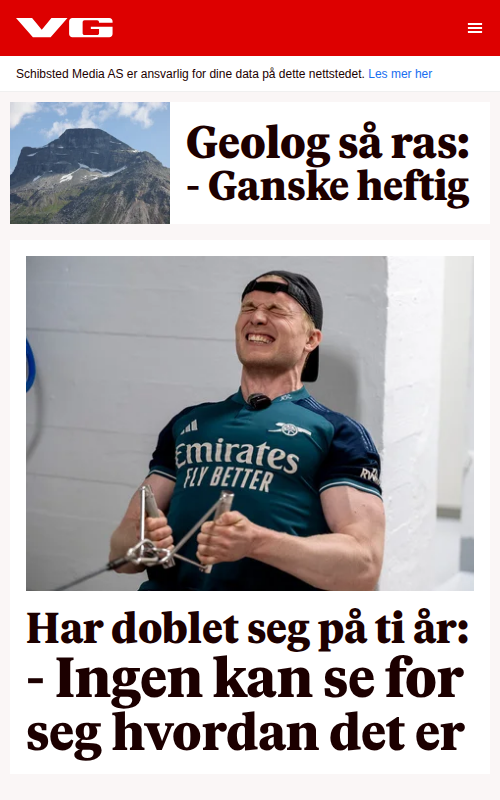 VG
Schibsted Media AS er ansvarlig for dine data på dette nettstedet. Les mer her
Geolog så ras:
- Ganske heftig
Emirates
FLY BETTER
Har doblet seg på ti år:
- Ingen kan se for
seg hvordan det er